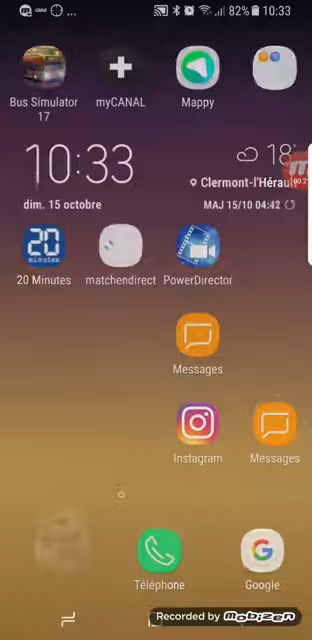 82% 10:33
Bus Simulator 17
myCANAL
Mappy
10:33
18°
Clermont-l'Hérault
dim. 15 octobre
MAJ 15/10 04:42
20
minutes
20 Minutes
matchendirect
PowerDirector
Messages
Instagram
Messages
Téléphone
Google
Recorded by mobizen